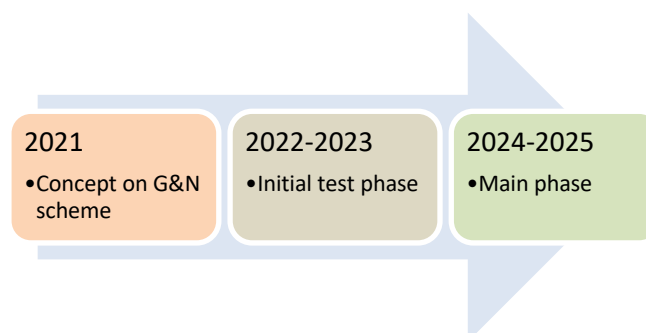 2021
•Concept on G&N
scheme
2022-2023
•Initial test phase
2024-2025
•Main phase